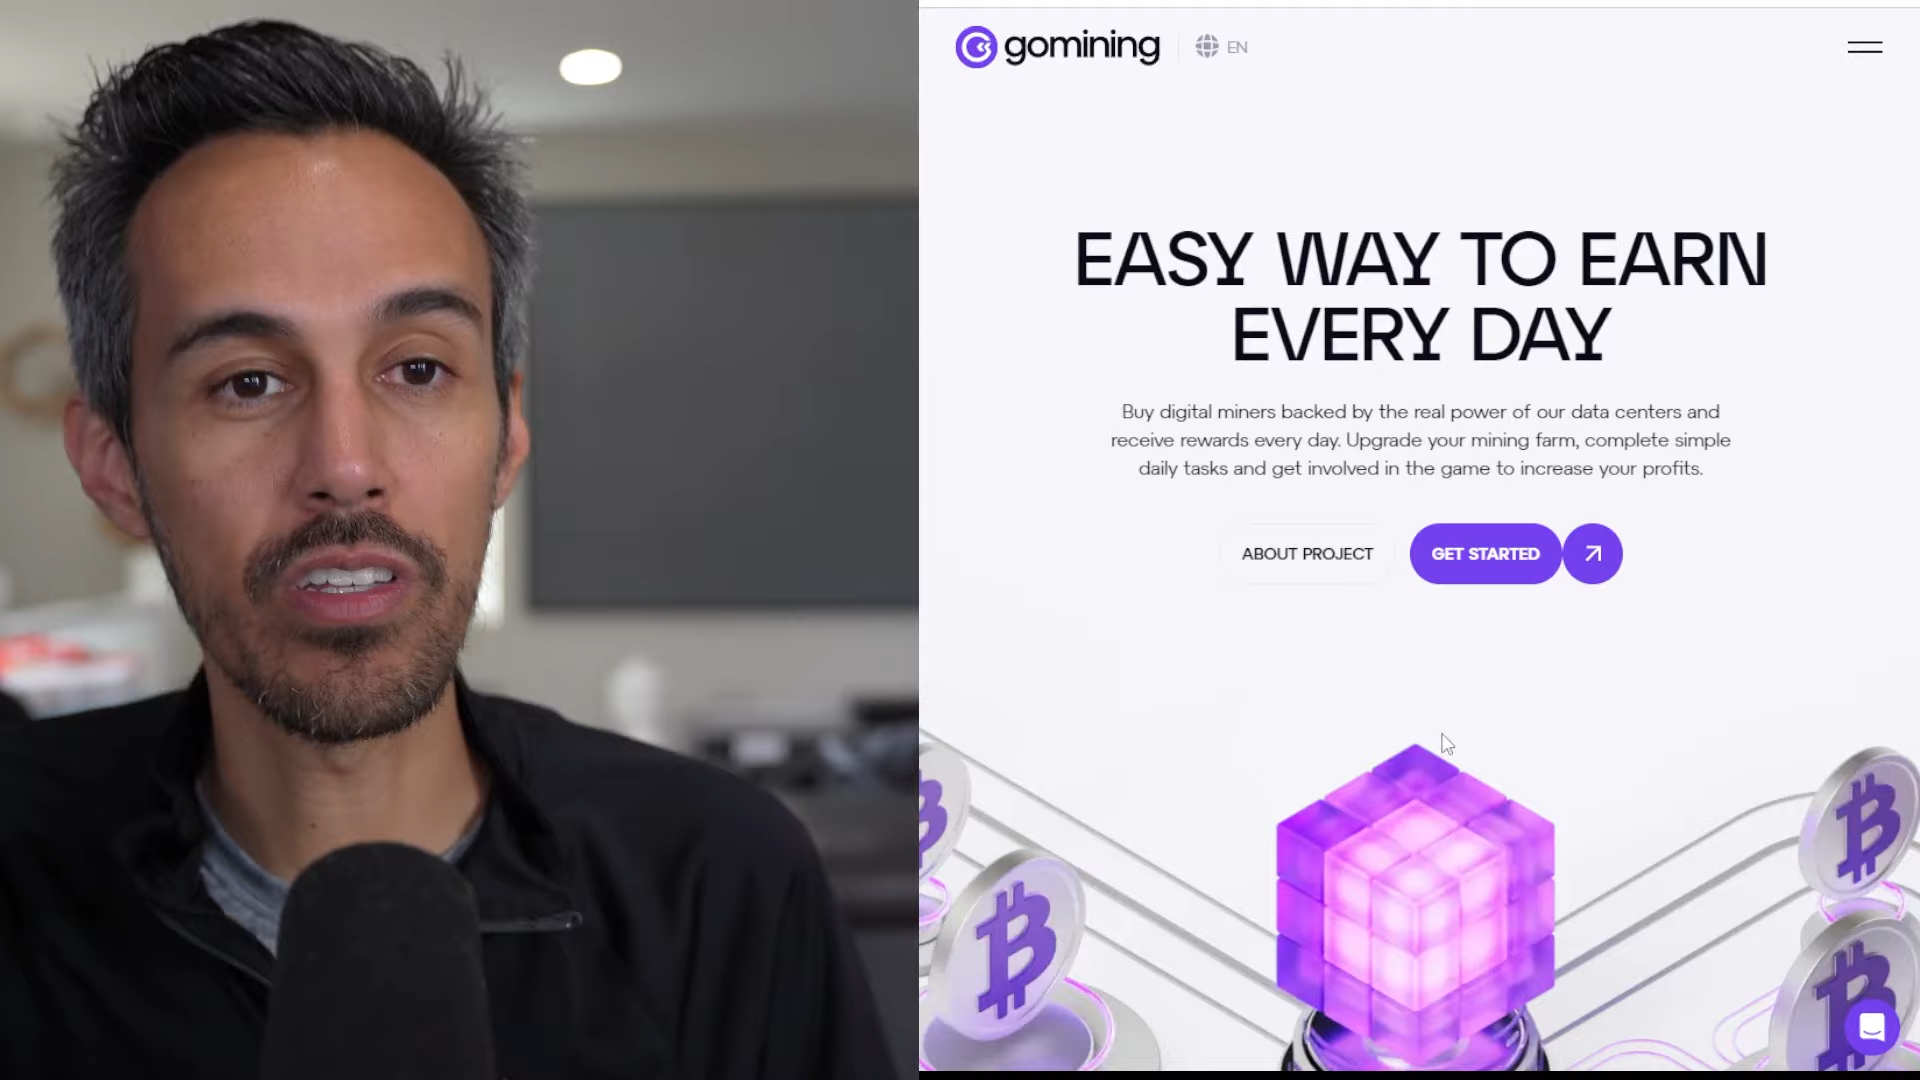 gomining
EN
EASY WAY TO EARN
EVERY DAY
Buy digital miners backed by the real power of our data centers and
receive rewards every day. Upgrade your mining farm, complete simple
daily tasks and get involved in the game to increase your profits.
ABOUT PROJECT
GET STARTED